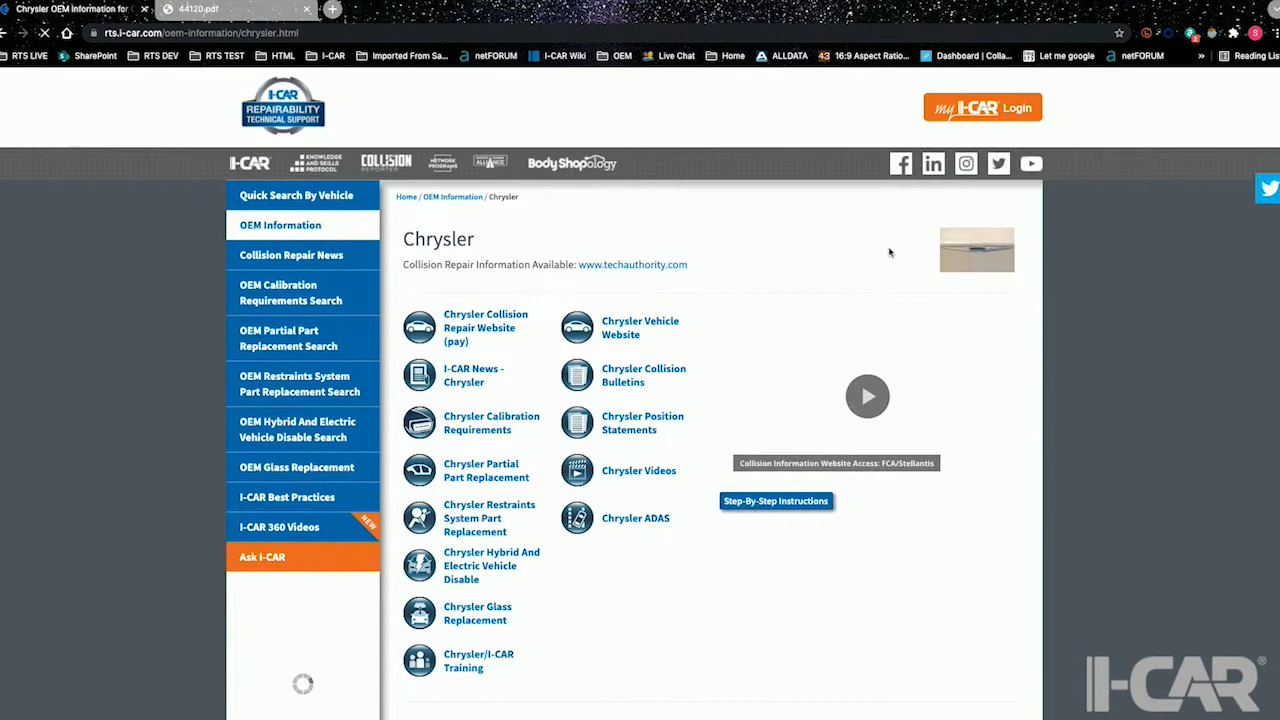 Chrysler OEM Information for
44120.pdf
rts.i-car.com/oem-information/chrysler.html
RTS LIVE
SharePoint
RTS DEV
RTS TEST
HTML
I-CAR
Imported From Sa...
netFORUM
I-CAR Wiki
OEM
Live Chat
Home
ALLDATA
16:9 Aspect Ratio...
Dashboard | Colla...
Let me google
netFORUM
»
Reading List
I-CAR
REPAIRABILITY
TECHNICAL SUPPORT
my I-CAR Login
I-CAR
KNOWLEDGE
AND SKILLS
PROTOCOL
COLLISION
REPORTER
NETWORK
PROGRAMS
ALLIANCE
BodyShopology
Quick Search By Vehicle
OEM Information
Collision Repair News
OEM Calibration
Requirements Search
OEM Partial Part
Replacement Search
OEM Restraints System
Part Replacement Search
OEM Hybrid And Electric
Vehicle Disable Search
OEM Glass Replacement
I-CAR Best Practices
I-CAR 360 Videos
NEW
Ask I-CAR
Home / OEM Information / Chrysler
Chrysler
Collision Repair Information Available: www.techauthority.com
Chrysler Collision
Repair Website
(pay)
I-CAR News -
Chrysler
Chrysler Calibration
Requirements
Chrysler Partial
Part Replacement
Chrysler Restraints
System Part
Replacement
Chrysler Hybrid And
Electric Vehicle
Disable
Chrysler Glass
Replacement
Chrysler/I-CAR
Training
Chrysler Vehicle
Website
Chrysler Collision
Bulletins
Chrysler Position
Statements
Chrysler Videos
Chrysler ADAS
Collision Information Website Access: FCA/Stellantis
Step-By-Step Instructions
I-CAR®